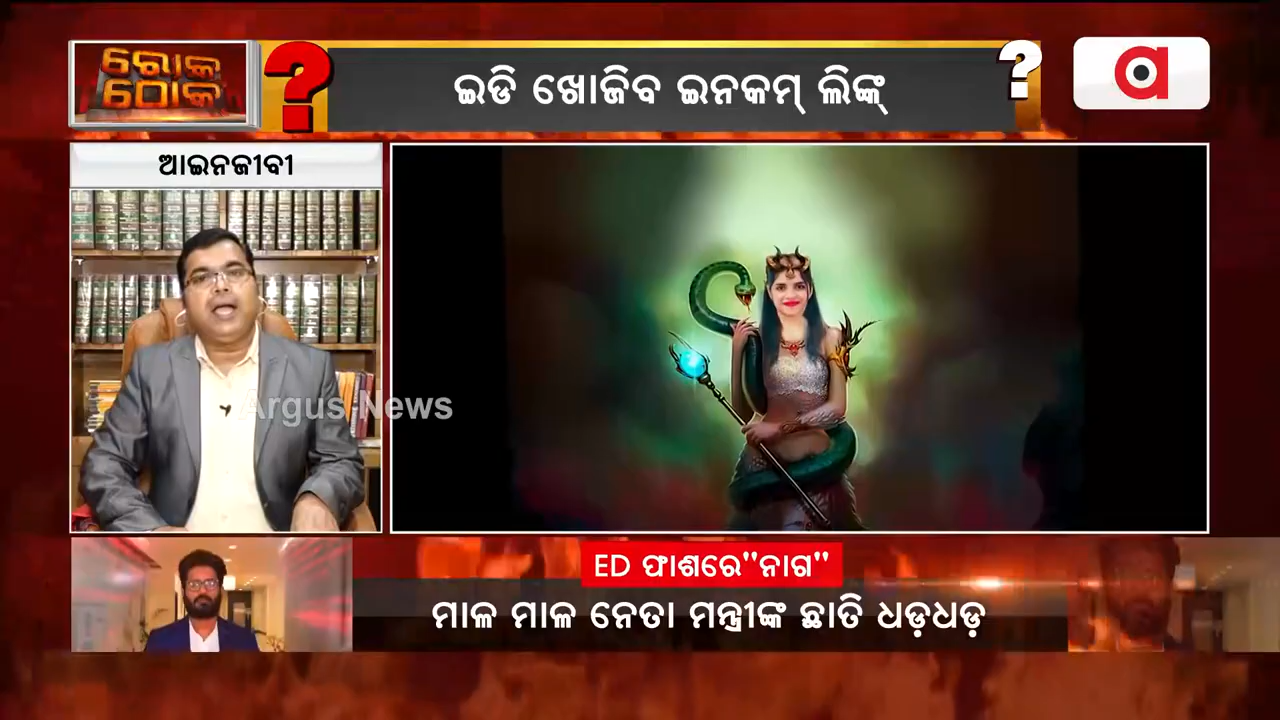 ରୋକ
ଠୋକ
ଇଡି ଖୋଜିବ ଇନକମ୍ ଲିଙ୍କ୍
ଆଇନଜୀବୀ
Argus News
ED ଫାଶରେ"ନାଗ"
ମାଳ ମାଳ ନେତା ମନ୍ତ୍ରୀଙ୍କ ଛାତି ଧଡ଼ଧଡ଼